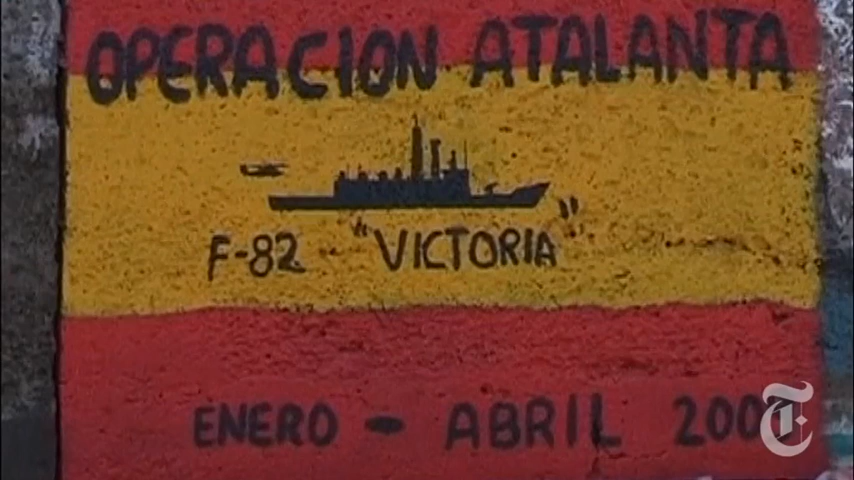 OPERACION ATALANTA
F-82 "VICTORIA"
ENERO - ABRIL